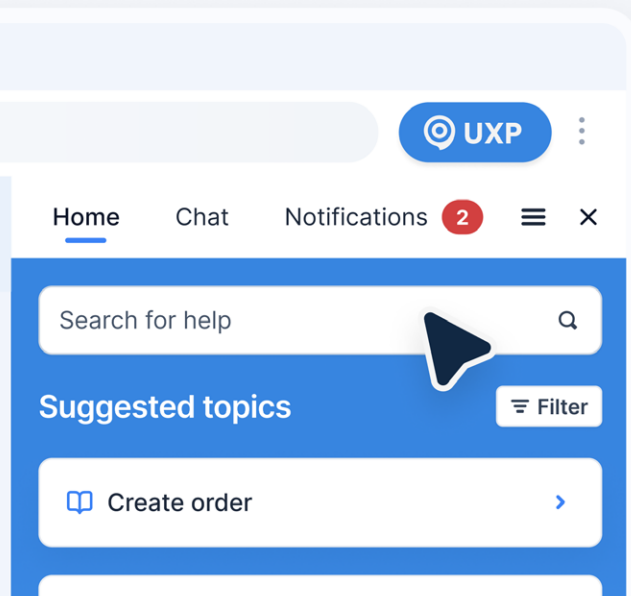 UXP
Home Chat Notifications 2
Search for help
Suggested topics Filter
Create order